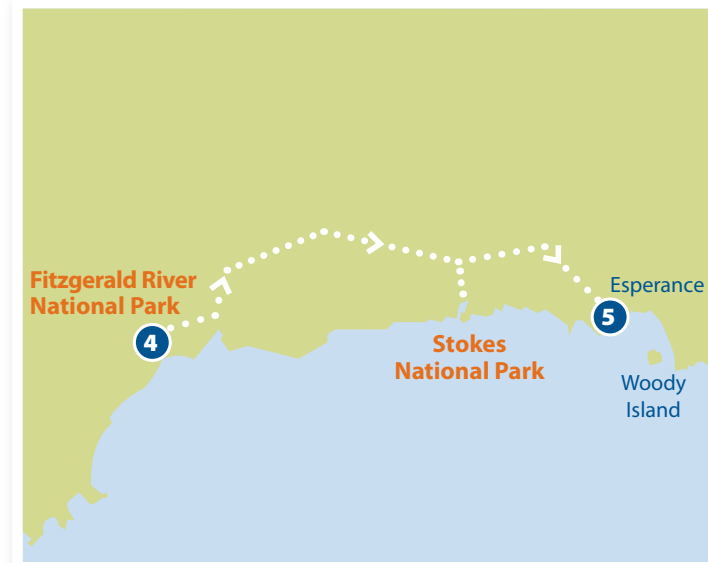 Fitzgerald River
National Park
4
Esperance
5
Stokes
National Park
Woody
Island